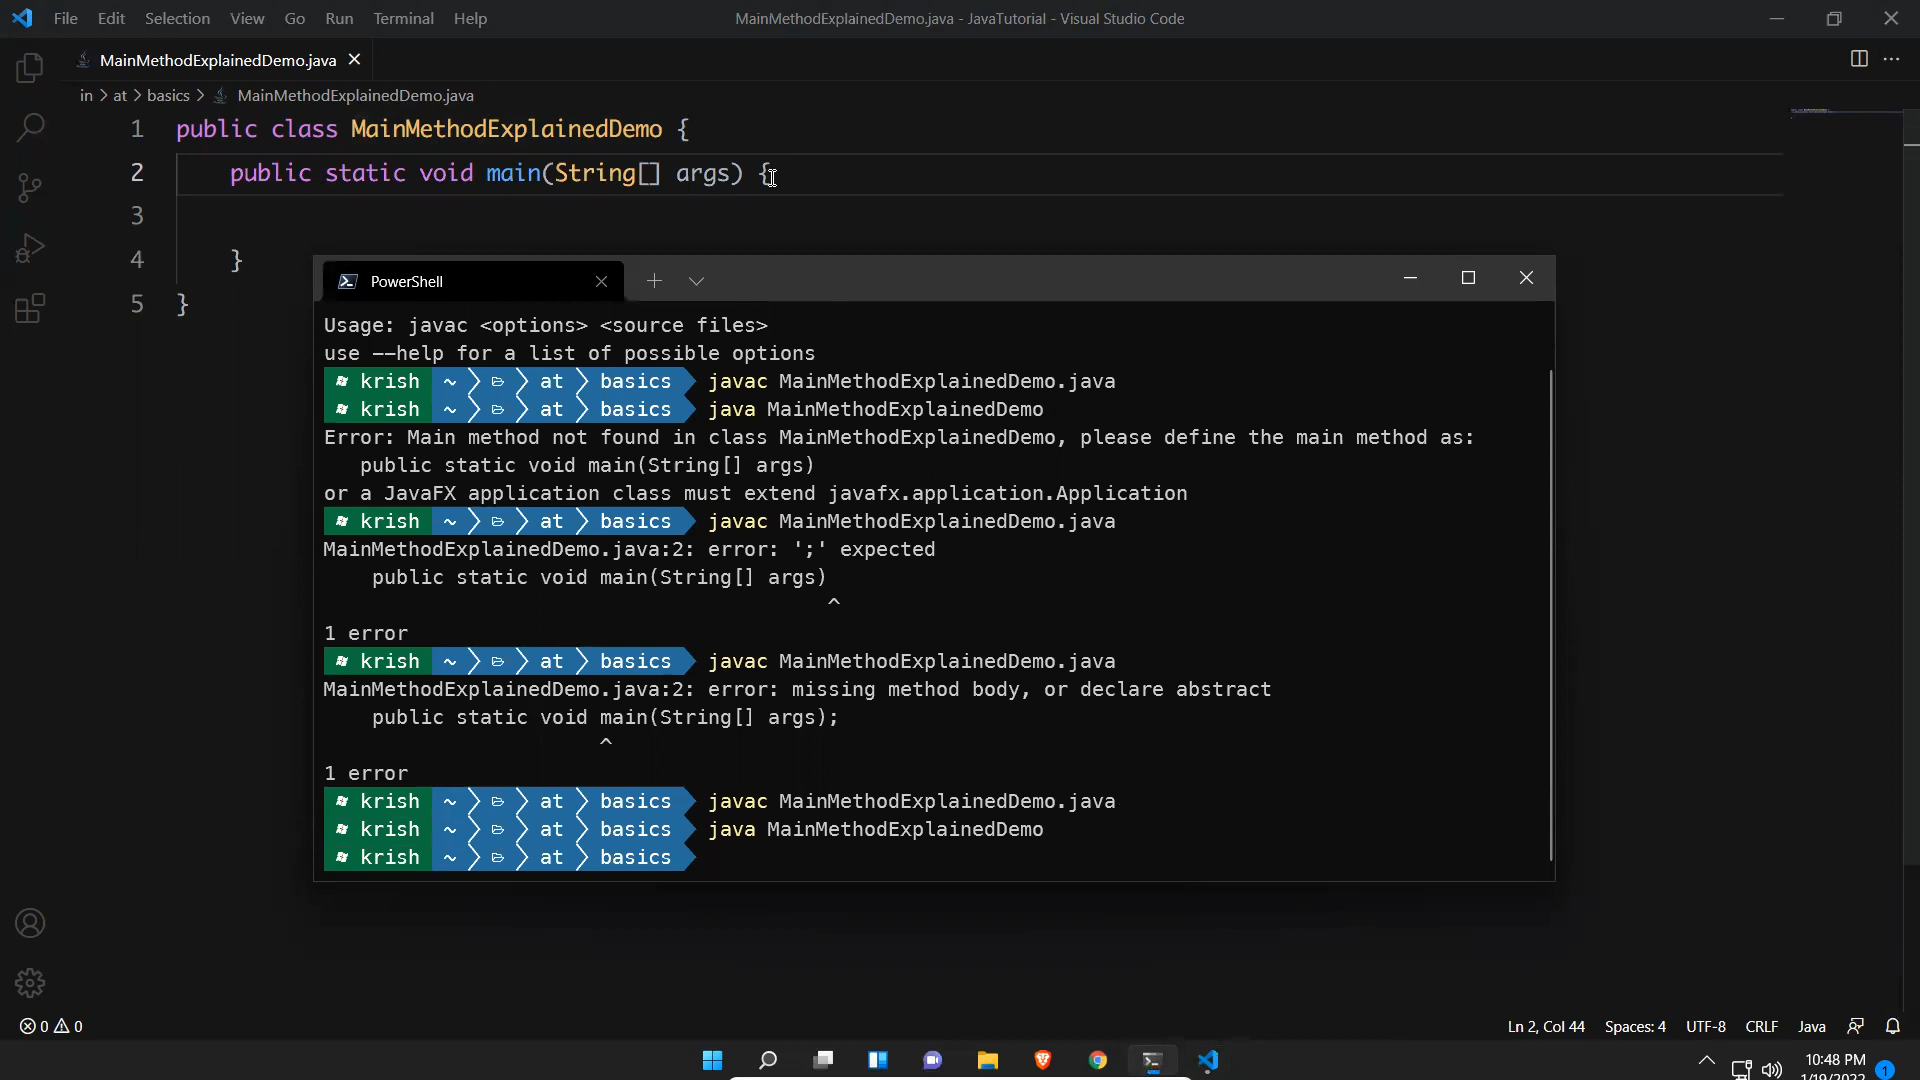 File Edit Selection View Go Run Terminal Help MainMethodExplainedDemo.java - JavaTutorial - Visual Studio Code
MainMethodExplainedDemo.java
in > at > basics > MainMethodExplainedDemo.java
1 public class MainMethodExplainedDemo {
2 public static void main(String[] args) {
3
4 }
5 }
PowerShell
Usage: javac <options> <source files>
use --help for a list of possible options
krish ~ at basics javac MainMethodExplainedDemo.java
krish ~ at basics java MainMethodExplainedDemo
Error: Main method not found in class MainMethodExplainedDemo, please define the main method as:
public static void main(String[] args)
or a JavaFX application class must extend javafx.application.Application
krish ~ at basics javac MainMethodExplainedDemo.java
MainMethodExplainedDemo.java:2: error: ';' expected
public static void main(String[] args)
^
1 error
krish ~ at basics javac MainMethodExplainedDemo.java
MainMethodExplainedDemo.java:2: error: missing method body, or declare abstract
public static void main(String[] args);
^
1 error
krish ~ at basics javac MainMethodExplainedDemo.java
krish ~ at basics java MainMethodExplainedDemo
krish ~ at basics
0 0 Ln 2, Col 44 Spaces: 4 UTF-8 CRLF Java
10:48 PM
1/19/2022
1